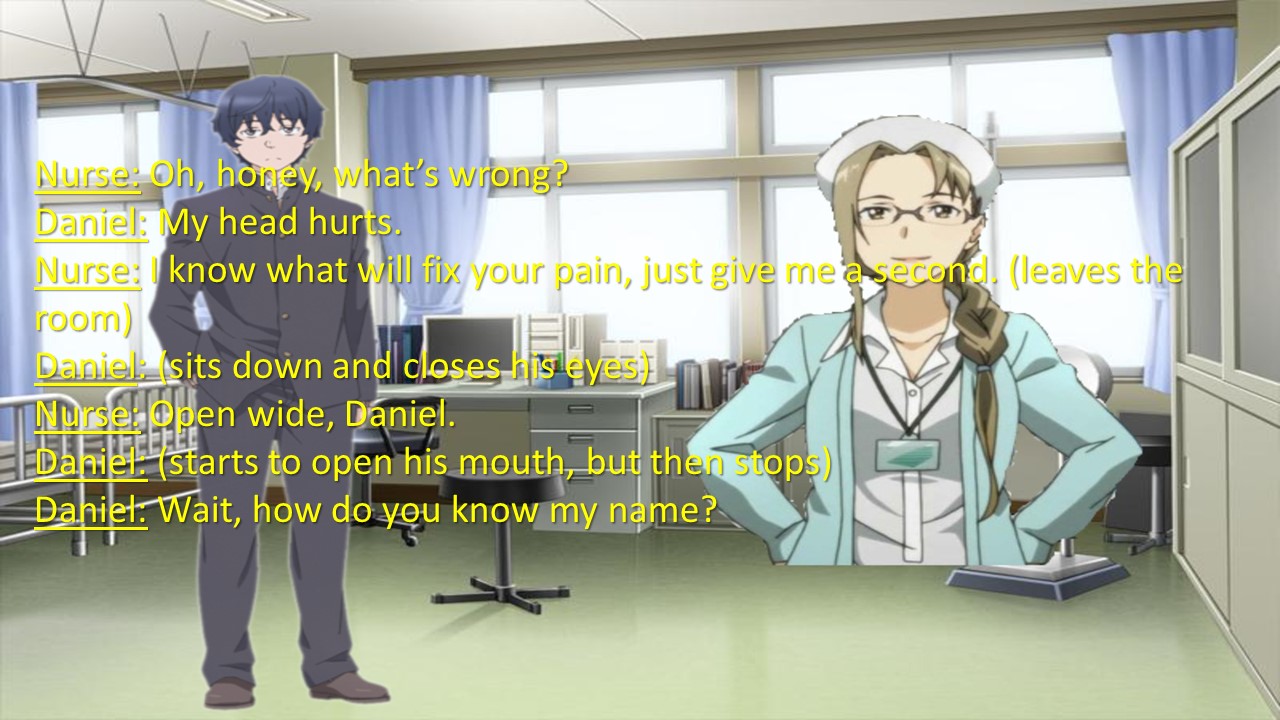 Nurse: Oh, honey, what’s wrong?
Daniel: My head hurts.
Nurse: I know what will fix your pain, just give me a second. (leaves the
room)
Daniel: (sits down and closes his eyes)
Nurse: Open wide, Daniel.
Daniel: (starts to open his mouth, but then stops)
Daniel: Wait, how do you know my name?